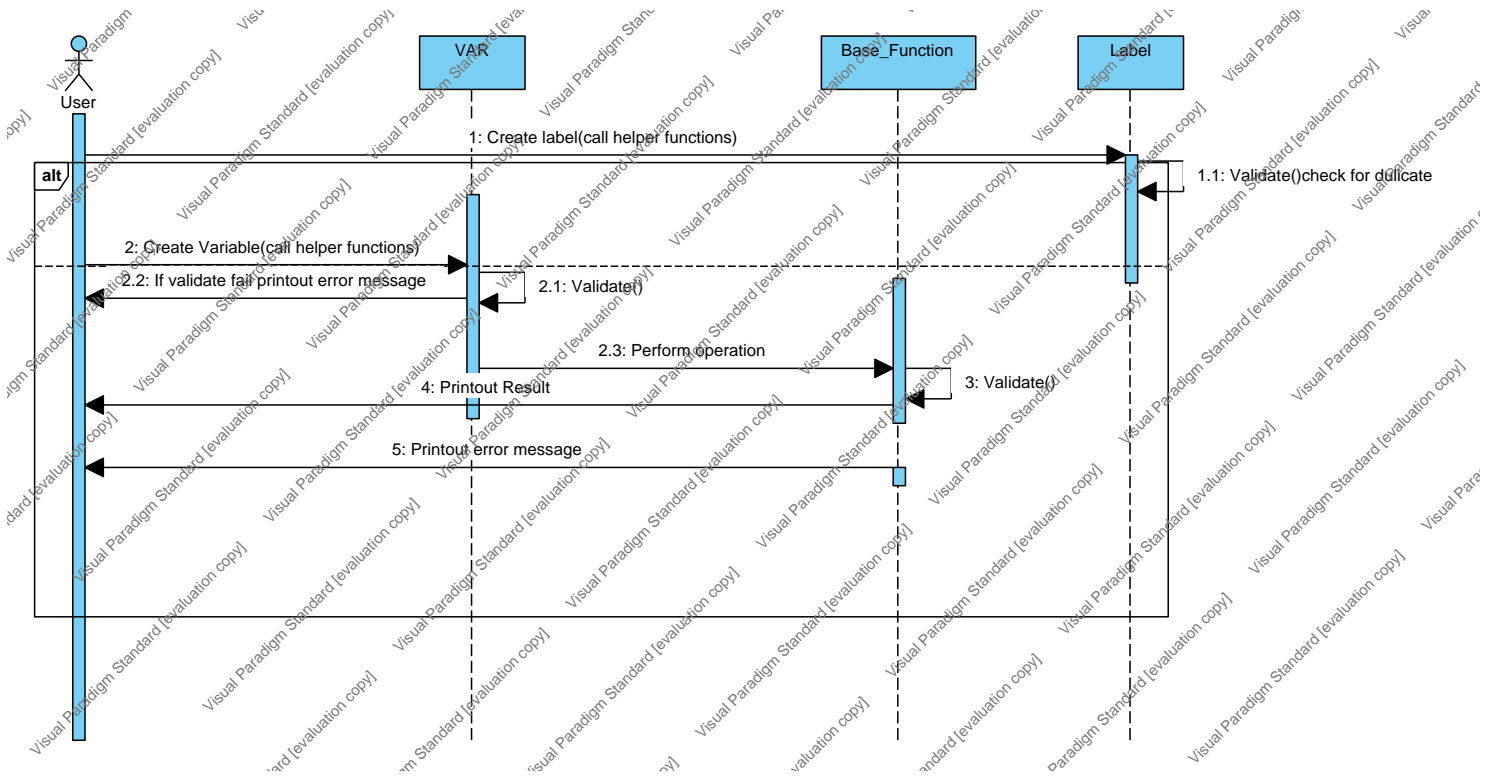 VAR
Base_Function
Label
User
1: Create label(call helper functions)
alt
1.1: Validate()check for dulicate
2: Create Variable(call helper functions)
2.2: If validate fail printout error message
2.1: Validate()
2.3: Perform operation
3: Validate()
4: Printout Result
5: Printout error message
Visual Paradigm Standard [evaluation copy]